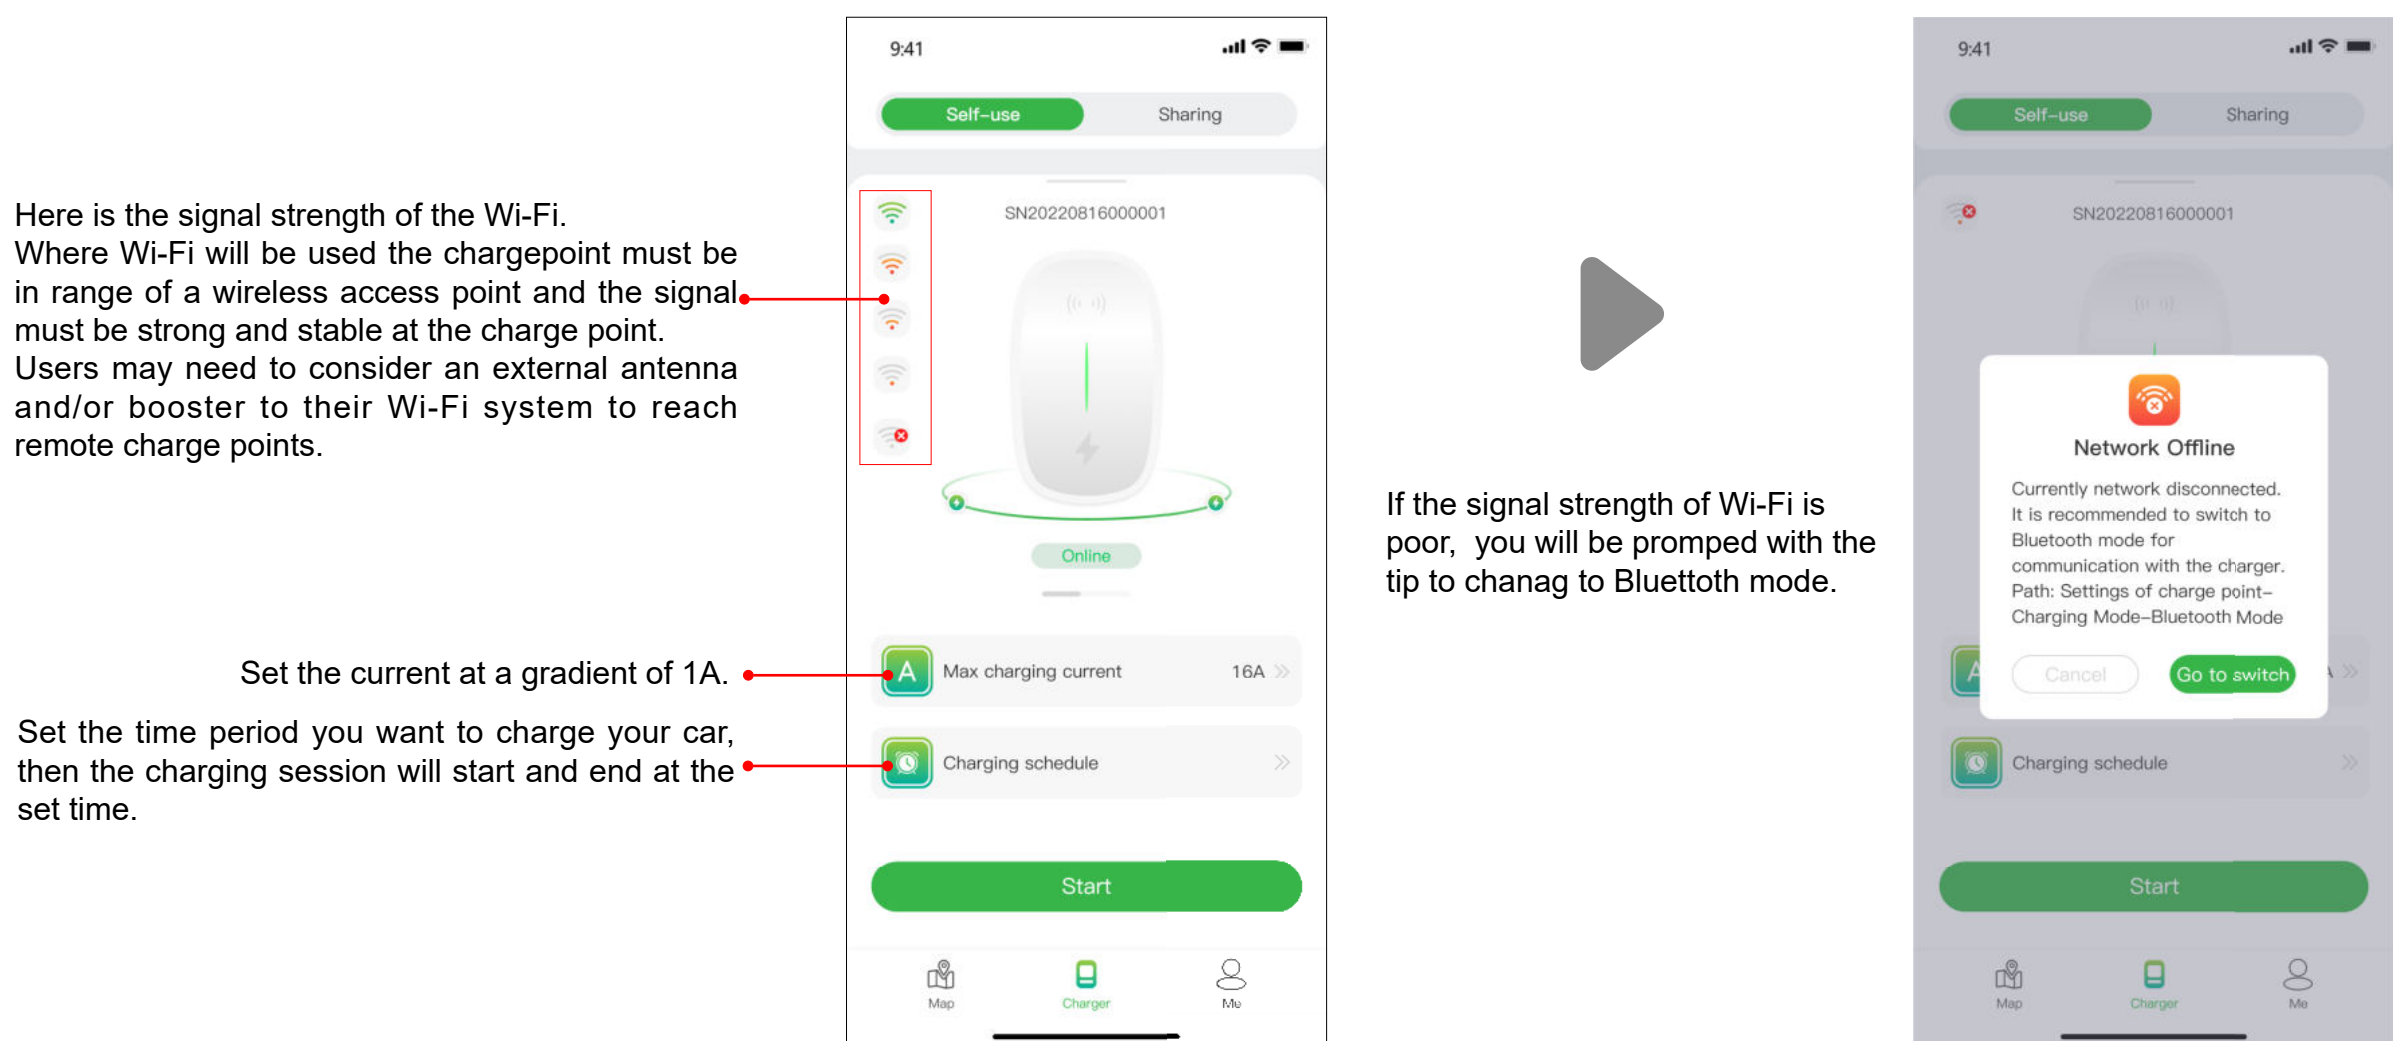 Here is the signal strength of the Wi-Fi.
Where Wi-Fi will be used the chargepoint must be
in range of a wireless access point and the signal
must be strong and stable at the charge point.
Users may need to consider an external antenna
and/or booster to their Wi-Fi system to reach
remote charge points.
Set the current at a gradient of 1A.
Set the time period you want to charge your car,
then the charging session will start and end at the
set time.
9:41
Self-use
Sharing
SN20220816000001
Online
A
Max charging current
16A
Charging schedule
Start
Map
Charger
Me
If the signal strength of Wi-Fi is
poor, you will be promped with the
tip to chanag to Bluettoth mode.
9:41
Self-use
Sharing
SN20220816000001
Network Offline
Currently network disconnected.
It is recommended to switch to
Bluetooth mode for
communication with the charger.
Path: Settings of charge point-
Charging Mode-Bluetooth Mode
Cancel
Go to switch
A
A
Charging schedule
Start
Map
Charger
Me